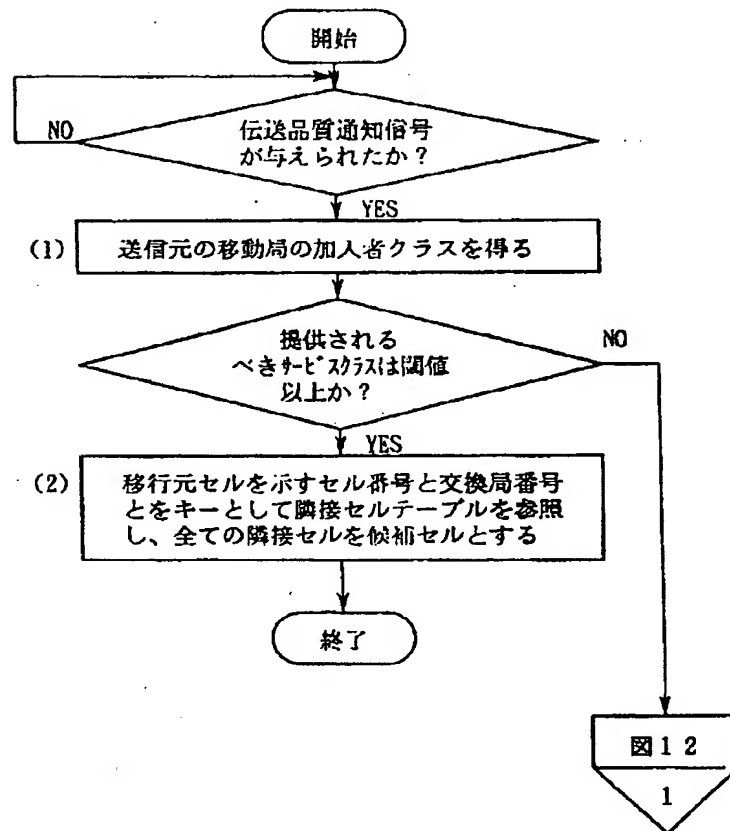 開始
NO
伝送品質通知信号
が与えられたか？
YES
(1)
送信元の移動局の加入者クラスを得る
提供される
べきｻｰﾋﾞｽｸﾗｽは閾値
以上か？
NO
YES
(2)
移行元セルを示すセル番号と交換局番号
とをキーとして隣接セルテーブルを参照
し、全ての隣接セルを候補セルとする
終了
図１２
1